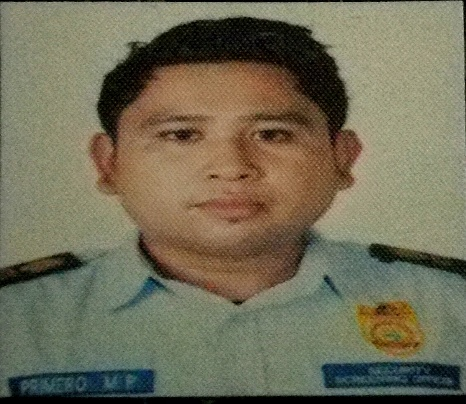 PRIMERO M.P.
SECURITY
SCREENING OFFICER